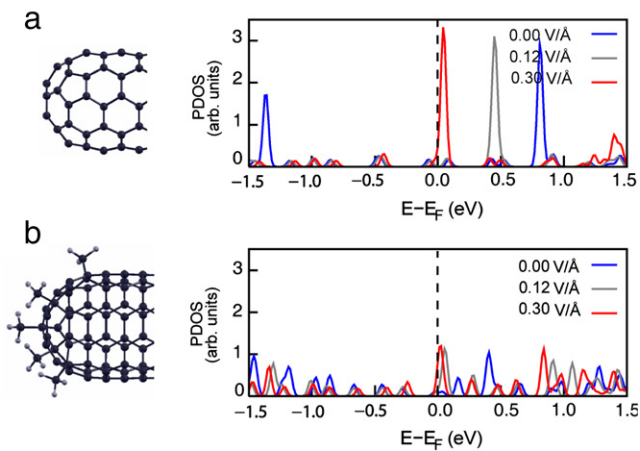 a
3
2
1
0
PDOS
(arb. units)
0.00 V/Å
0.12 V/Å
0.30 V/Å
−1.5 −1.0 −0.5 0.0 0.5 1.0 1.5
E−E_F (eV)
b
3
2
1
0
PDOS
(arb. units)
0.00 V/Å
0.12 V/Å
0.30 V/Å
−1.5 −1.0 −0.5 0.0 0.5 1.0 1.5
E−E_F (eV)